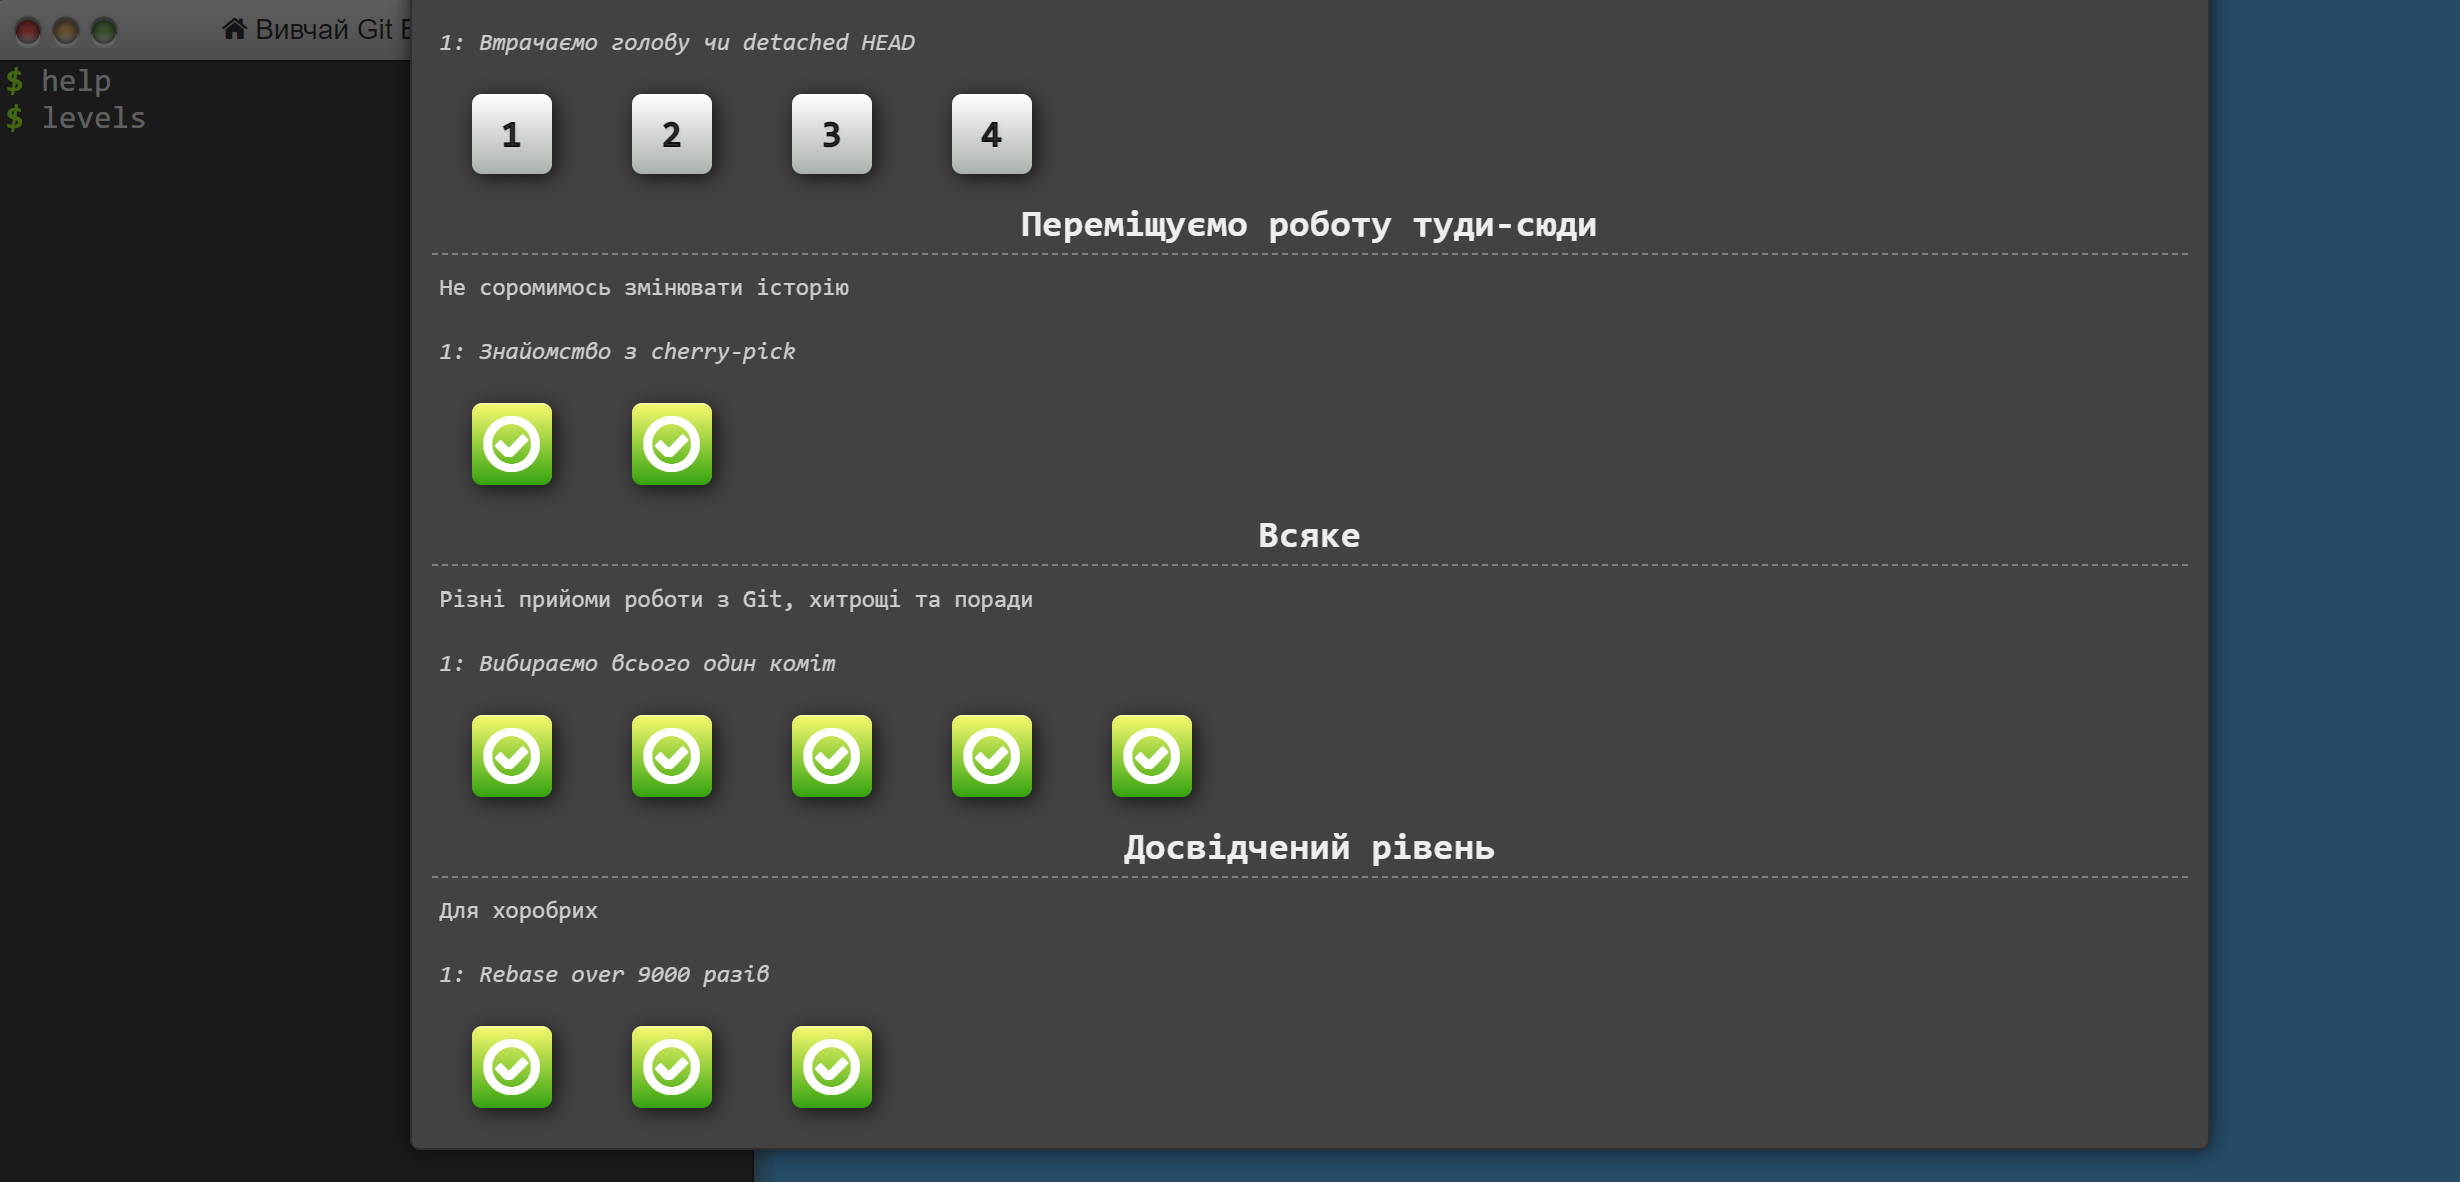 Вивчай Git
$ help
$ levels
1: Втрачаємо голову чи detached HEAD
1 2 3 4
Переміщуємо роботу туди-сюди
Не соромимось змінювати історію
1: Знайомство з cherry-pick
Всяке
Різні прийоми роботи з Git, хитрощі та поради
1: Вибираємо всього один коміт
Досвідчений рівень
Для хоробрих
1: Rebase over 9000 разів